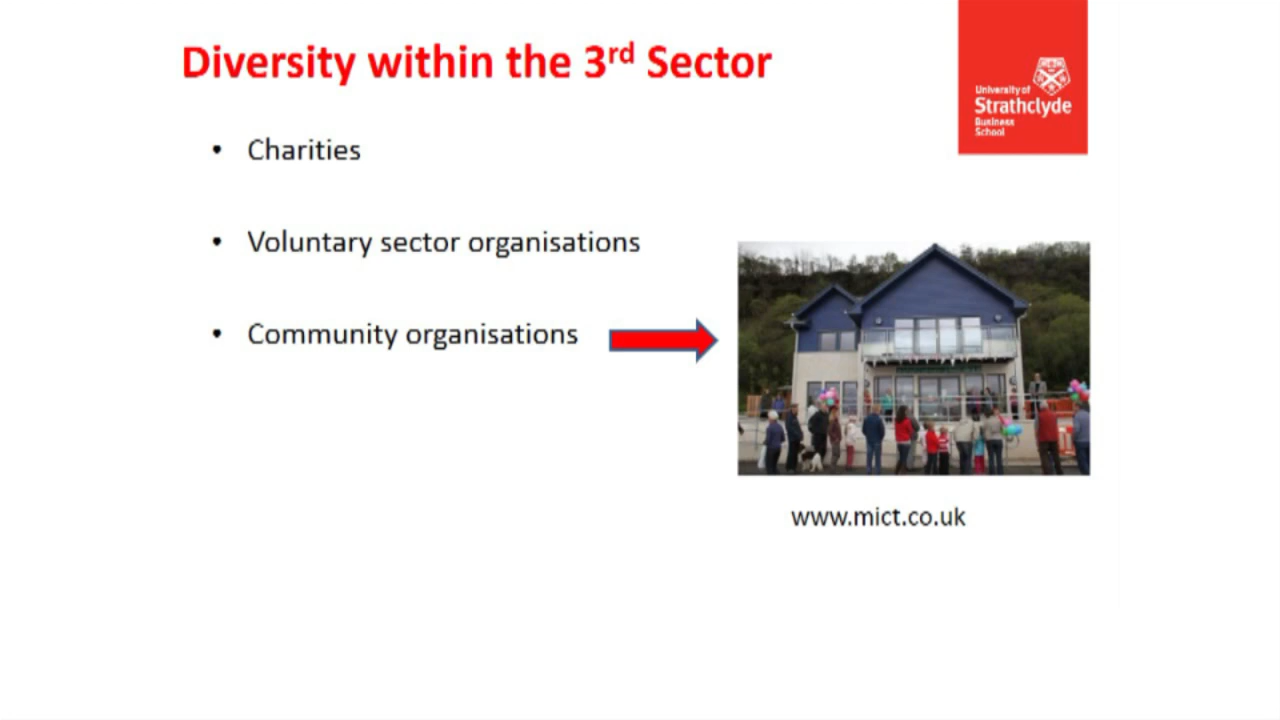 Diversity within the 3rd Sector
University of
Strathclyde
Business
School
• Charities
• Voluntary sector organisations
• Community organisations
www.mict.co.uk